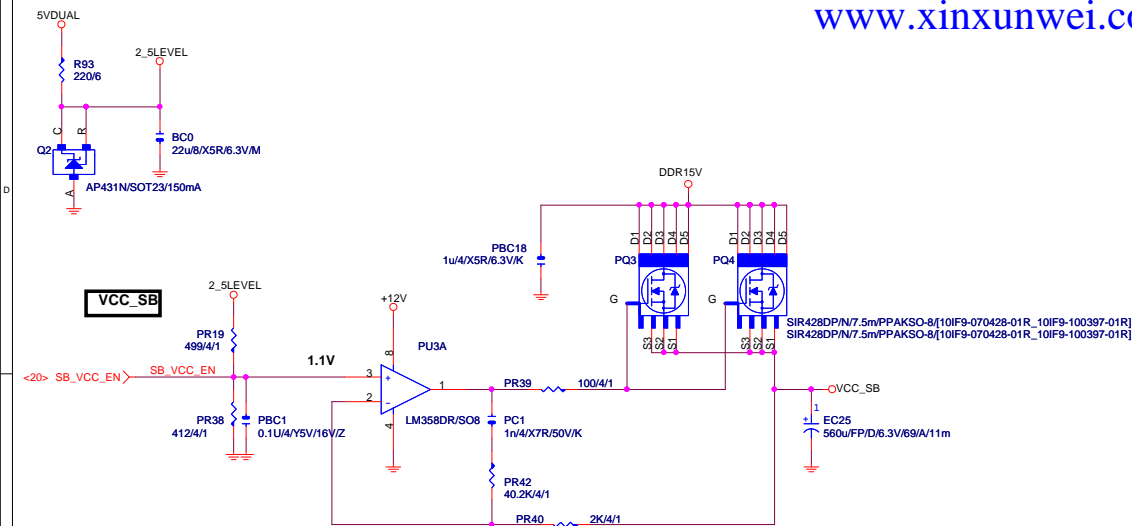 www.xinxunwei.co
5VDUAL
R93
220/6
2_5LEVEL
C
R
BC0
22u/8/X5R/6.3V/M
Q2
A
AP431N/SOT23/150mA
D
DDR15V
D1
D2
D3
D4
D5
D1
D2
D3
D4
D5
PBC18
1u/4/X5R/6.3V/K
PQ3
PQ4
G
G
SIR428DP/N/7.5m/PPAKSO-8/[10IF9-070428-01R_10IF9-100397-01R]
SIR428DP/N/7.5m/PPAKSO-8/[10IF9-070428-01R_10IF9-100397-01R]
S3
S2
S1
S3
S2
S1
VCC_SB
2_5LEVEL
+12V
PR19
499/4/1
8
PU3A
1.1V
<20>
SB_VCC_EN
SB_VCC_EN
3
+
2
-
1
4
LM358DR/SO8
PR39
100/4/1
VCC_SB
PR38
412/4/1
PBC1
0.1U/4/Y5V/16V/Z
PC1
1n/4/X7R/50V/K
1
+
EC25
560u/FP/D/6.3V/69/A/11m
PR42
40.2K/4/1
PR40
2K/4/1